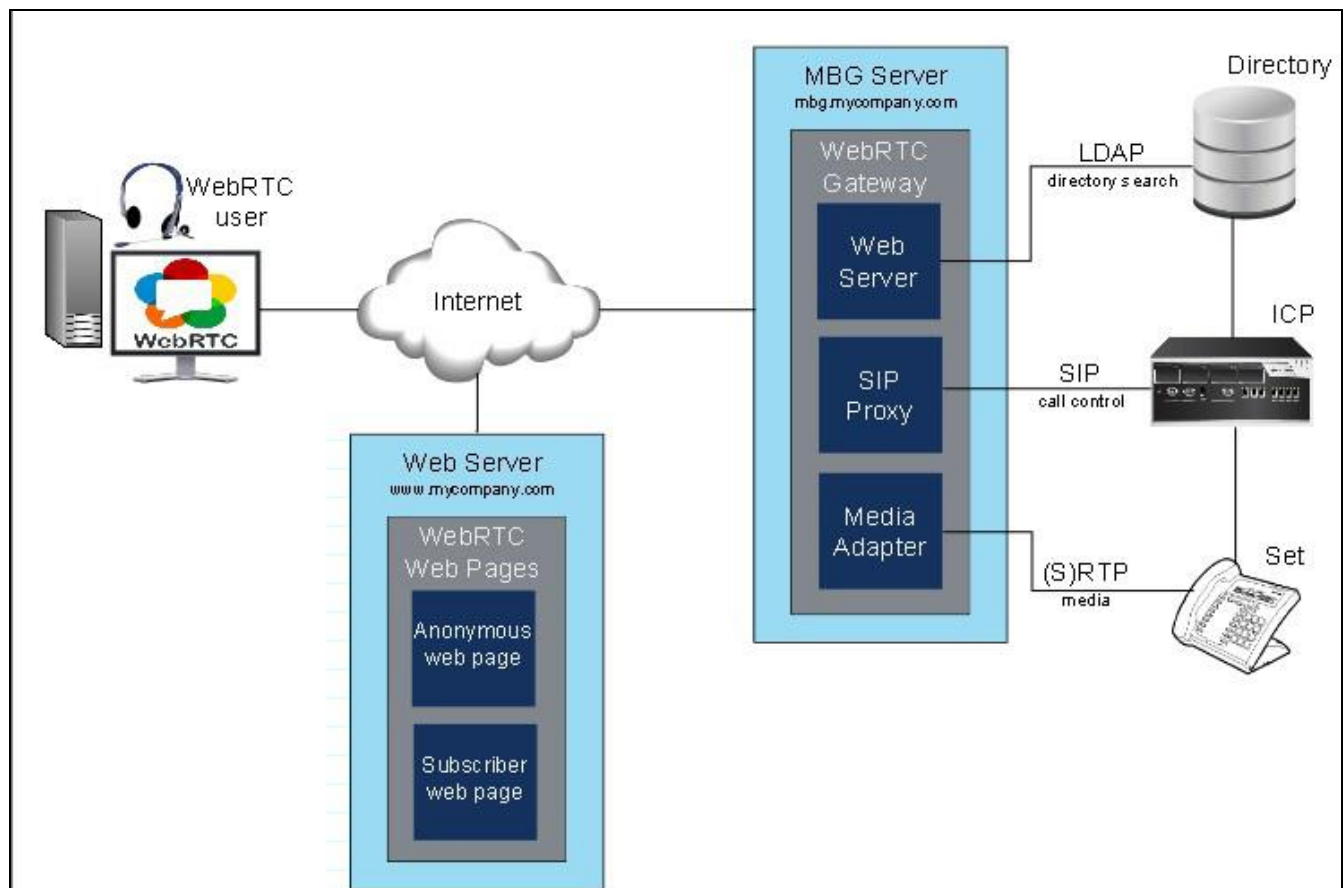 WebRTC
user
WebRTC
Internet
Web Server
www.mycompany.com
WebRTC
Web Pages
Anonymous
web page
Subscriber
web page
MBG Server
mbg.mycompany.com
WebRTC
Gateway
Web
Server
SIP
Proxy
Media
Adapter
LDAP
directory search
SIP
call control
(S)RTP
media
Directory
ICP
Set